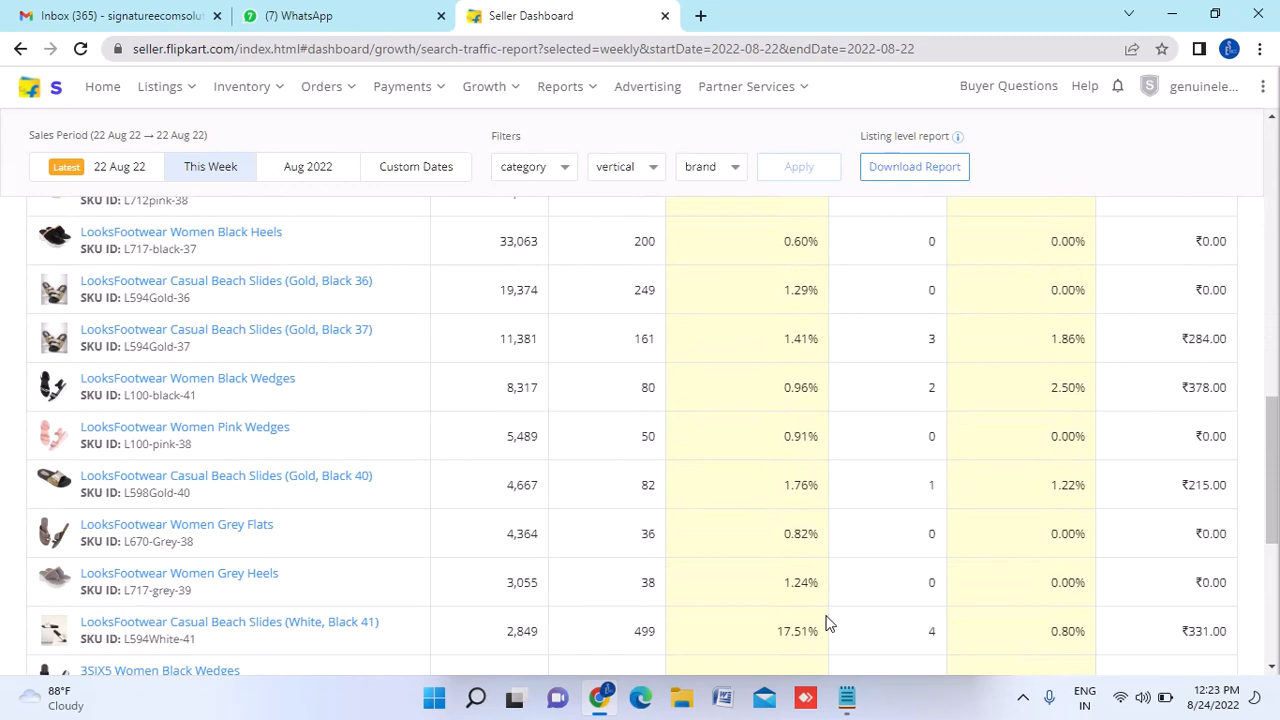 Inbox (365) - signatureecomsolut
(7) WhatsApp
Seller Dashboard
seller.flipkart.com/index.html#dashboard/growth/search-traffic-report?selected=weekly&startDate=2022-08-22&endDate=2022-08-22
S Home Listings Inventory Orders Payments Growth Reports Advertising Partner Services Buyer Questions Help S genuinele...
Sales Period (22 Aug 22 → 22 Aug 22) Filters Listing level report
Latest 22 Aug 22 This Week Aug 2022 Custom Dates category vertical brand Apply Download Report
SKU ID: L712pink-38
LooksFootwear Women Black Heels
SKU ID: L717-black-37
33,063 200 0.60% 0 0.00% ₹0.00
LooksFootwear Casual Beach Slides (Gold, Black 36)
SKU ID: L594Gold-36
19,374 249 1.29% 0 0.00% ₹0.00
LooksFootwear Casual Beach Slides (Gold, Black 37)
SKU ID: L594Gold-37
11,381 161 1.41% 3 1.86% ₹284.00
LooksFootwear Women Black Wedges
SKU ID: L100-black-41
8,317 80 0.96% 2 2.50% ₹378.00
LooksFootwear Women Pink Wedges
SKU ID: L100-pink-38
5,489 50 0.91% 0 0.00% ₹0.00
LooksFootwear Casual Beach Slides (Gold, Black 40)
SKU ID: L598Gold-40
4,667 82 1.76% 1 1.22% ₹215.00
LooksFootwear Women Grey Flats
SKU ID: L670-Grey-38
4,364 36 0.82% 0 0.00% ₹0.00
LooksFootwear Women Grey Heels
SKU ID: L717-grey-39
3,055 38 1.24% 0 0.00% ₹0.00
LooksFootwear Casual Beach Slides (White, Black 41)
SKU ID: L594White-41
2,849 499 17.51% 4 0.80% ₹331.00
3SIX5 Women Black Wedges
88°F
Cloudy
ENG
IN
12:23 PM
8/24/2022